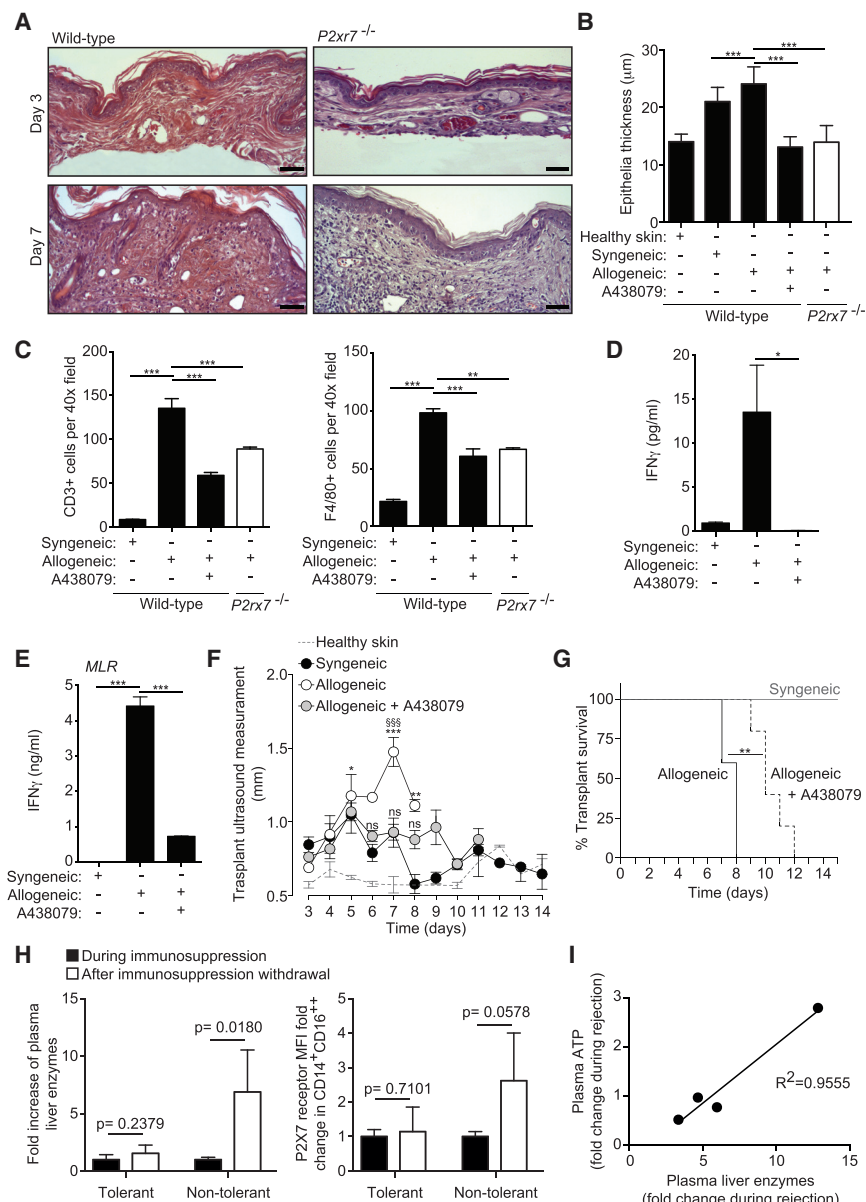 A
Wild-type
P2xr7 -/-
Day 3
Day 7
B
Epithelia thickness (μm)
30
20
10
0
Healthy skin: + - - - -
Syngeneic: - + - - -
Allogeneic: - - + + +
A438079: - - - + -
Wild-type
P2rx7 -/-
***
***
***
C
CD3+ cells per 40x field
200
150
100
50
0
***
***
***
Syngeneic: + - - -
Allogeneic: - + + +
A438079: - - + -
Wild-type
P2rx7 -/-
F4/80+ cells per 40x field
150
100
50
0
**
***
***
Syngeneic: + - - -
Allogeneic: - + + +
A438079: - - + -
Wild-type
P2rx7 -/-
D
IFNγ (pg/ml)
20
15
10
5
0
*
Syngeneic: + - -
Allogeneic: - + +
A438079: - - +
E
MLR
IFNγ (ng/ml)
5
4
3
2
1
0
***
***
Syngeneic: + - -
Allogeneic: - + +
A438079: - - +
F
Healthy skin
Syngeneic
Allogeneic
Allogeneic + A438079
Trasplant ultrasound measurament
(mm)
2.0
1.5
1.0
0.5
§§§
***
*
**
ns
ns
ns
3 4 5 6 7 8 9 10 11 12 13 14
Time (days)
G
% Transplant survival
100
75
50
25
0
Syngeneic
**
Allogeneic
Allogeneic
+ A438079
0 2 4 6 8 10 12 14
Time (days)
H
During immunosuppression
After immunosuppression withdrawal
Fold increase of plasma
liver enzymes
15
10
5
0
p= 0.0180
p= 0.2379
Tolerant
Non-tolerant
P2X7 receptor MFI fold
change in CD14+CD16++
5
4
3
2
1
0
p= 0.0578
p= 0.7101
Tolerant
Non-tolerant
I
Plasma ATP
(fold change during rejection)
3
2
1
0
R2=0.9555
0 5 10 15
Plasma liver enzymes
(fold change during rejection)